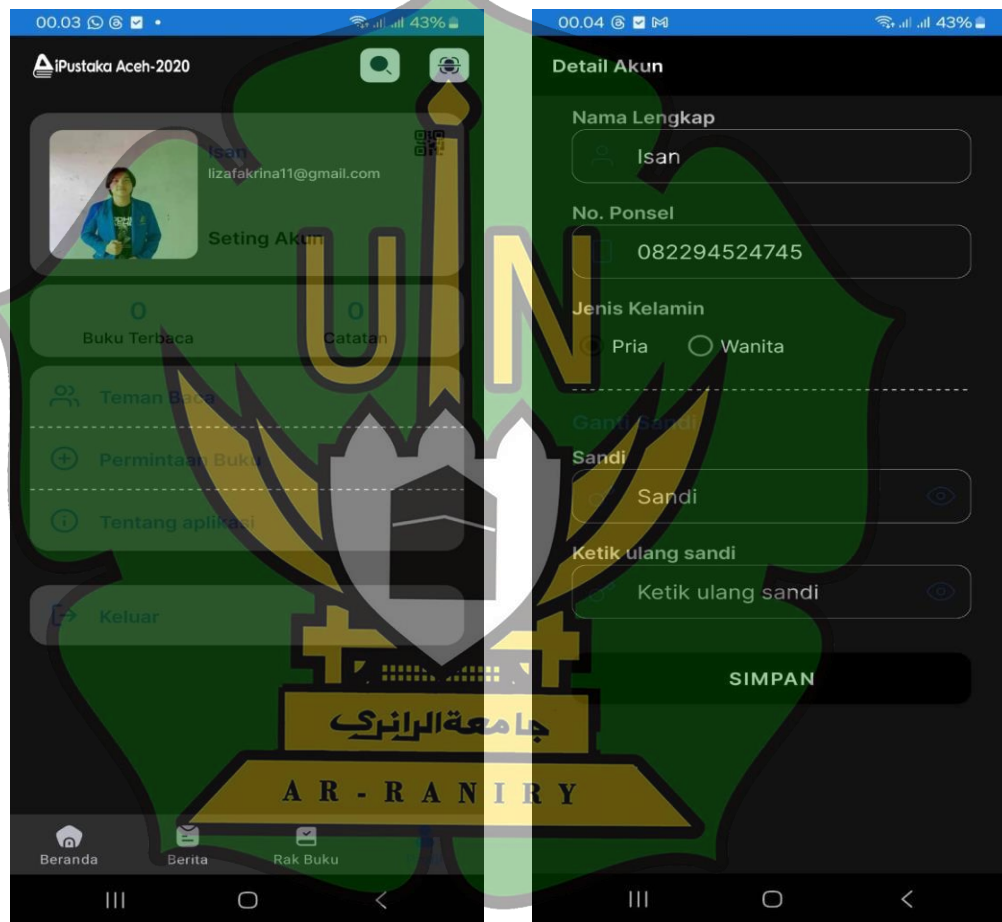 00.03
43%
iPustaka Aceh-2020
Isan
lizafakrina11@gmail.com
Seting Akun
0
Buku Terbaca
0
Catatan
Teman Baca
Permintaan Buku
Tentang aplikasi
Keluar
Beranda
Berita
Rak Buku
00.04
43%
Detail Akun
Nama Lengkap
Isan
No. Ponsel
082294524745
Jenis Kelamin
Pria
Wanita
Ganti Sandi
Sandi
Sandi
Ketik ulang sandi
Ketik ulang sandi
SIMPAN
U N
جامعة الرانري
AR-RANIRY